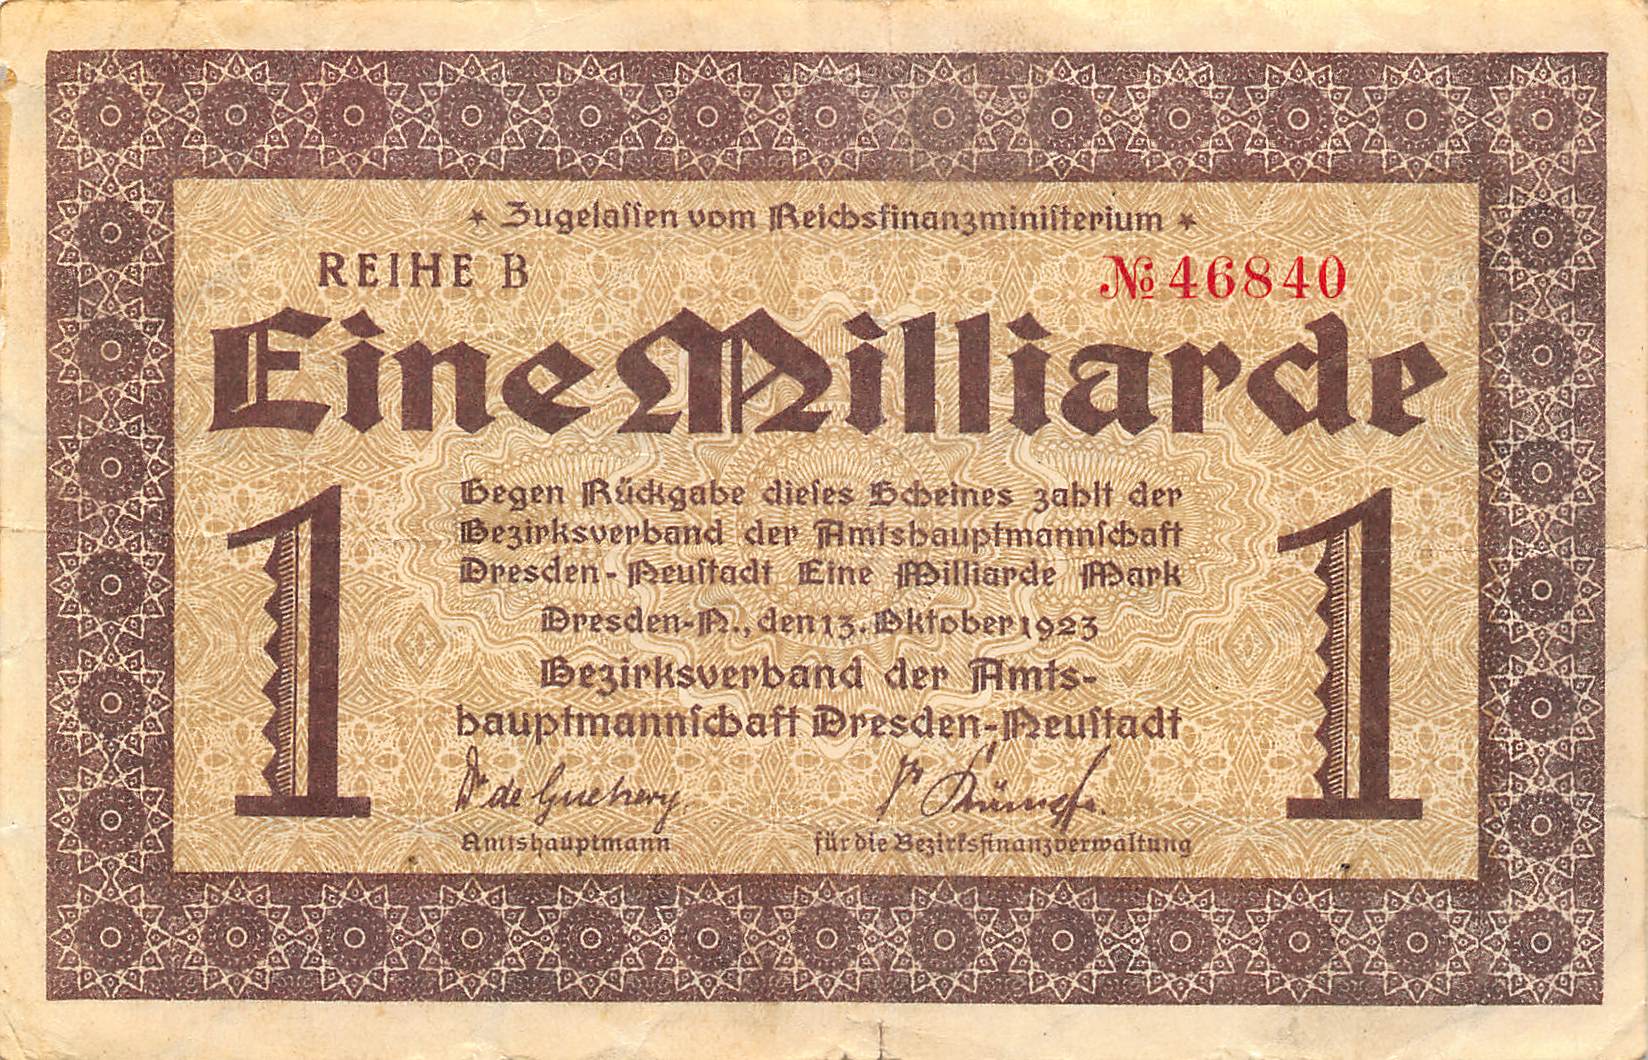 * Zugelassen vom Reichsfinanzministerium *
REIHE B
№ 46840
Eine Milliarde
Gegen Rückgabe dieses Scheines zahlt der
Bezirksverband der Amtshauptmannschaft
Dresden-Neustadt Eine Milliarde Mark
Dresden-N., den 13. Oktober 1923
Bezirksverband der Amts-
hauptmannschaft Dresden-Neustadt
1
1
Dr de
Amtshauptmann
für die Bezirksfinanzverwaltung